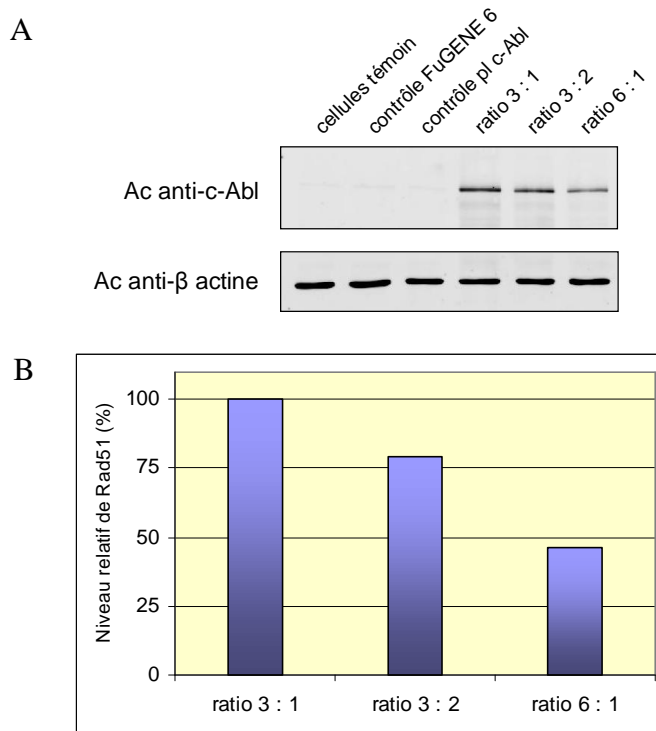 A
cellules témoin
contrôle FuGENE 6
contrôle pl c-Abl
ratio 3 : 1
ratio 3 : 2
ratio 6 : 1
Ac anti-c-Abl
Ac anti-β actine
B
Niveau relatif de Rad51 (%)
100
75
50
25
0
ratio 3 : 1
ratio 3 : 2
ratio 6 : 1